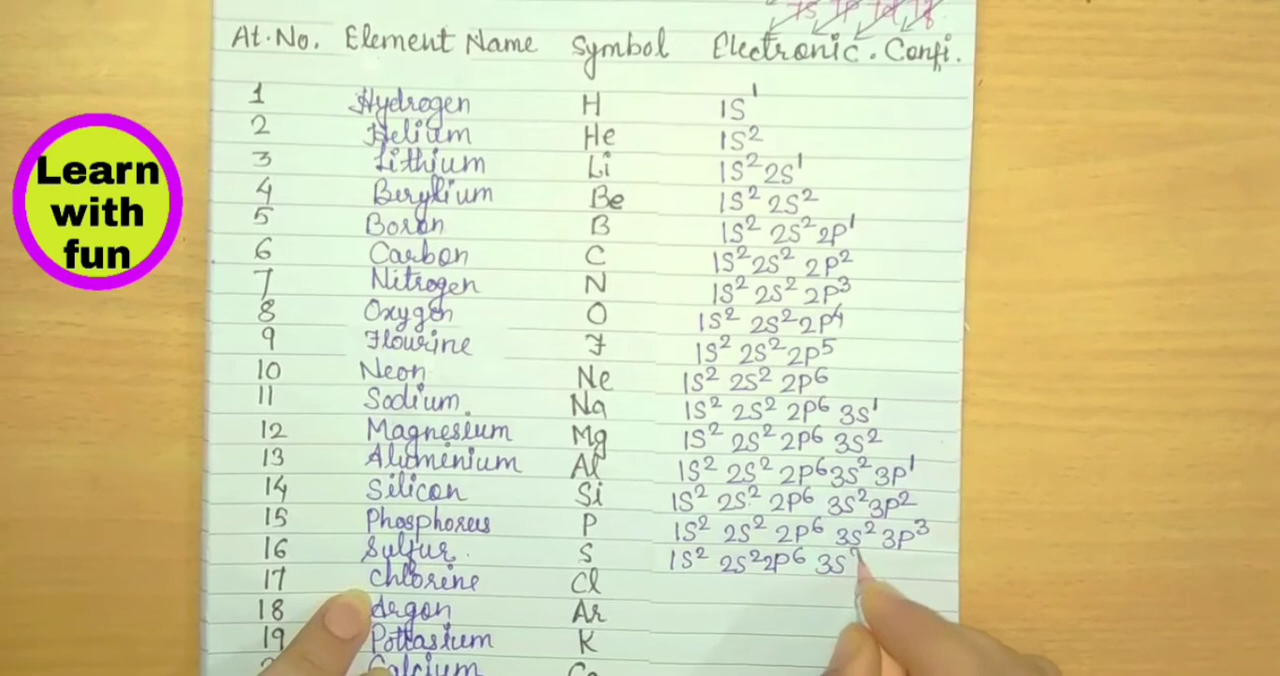 Learn
with
fun
At. No. Element Name Symbol Electronic. Confi.
1 Hydrogen H 1S¹
2 Helium He 1S²
3 Lithium Li 1S² 2S¹
4 Berylium Be 1S² 2S²
5 Boron B 1S² 2S² 2P¹
6 Carbon C 1S² 2S² 2P²
7 Nitrogen N 1S² 2S² 2P³
8 Oxygen O 1S² 2S² 2P⁴
9 Flourine F 1S² 2S² 2P⁵
10 Neon Ne 1S² 2S² 2P⁶
11 Sodium. Na 1S² 2S² 2P⁶ 3S¹
12 Magnesium Mg 1S² 2S² 2P⁶ 3S²
13 Alumenium Al 1S² 2S² 2P⁶ 3S² 3P¹
14 Silicon Si 1S² 2S² 2P⁶ 3S² 3P²
15 Phosphorus P 1S² 2S² 2P⁶ 3S² 3P³
16 Sulfur. S 1S² 2S² 2P⁶ 3S
17 Chlorine Cl
18 Argon Ar
19 Pottasium K
Calcium Ca